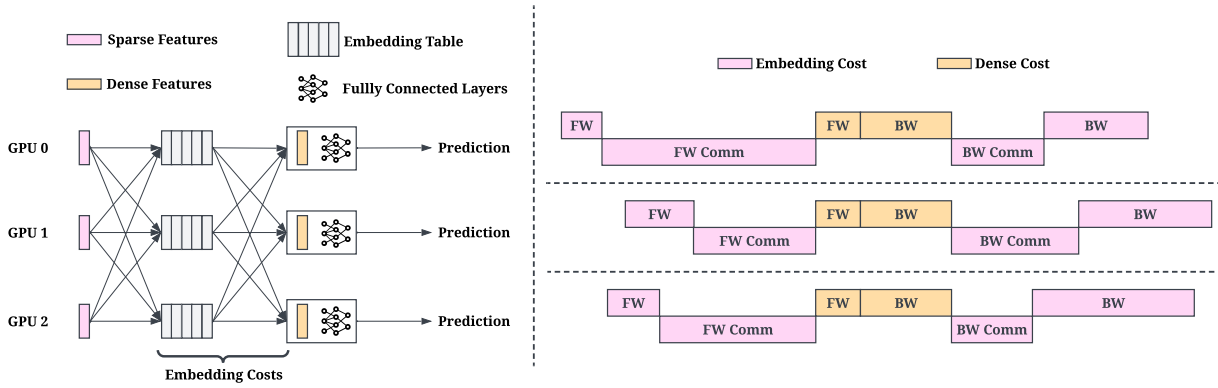 Sparse Features
Embedding Table
Dense Features
Fullly Connected Layers
GPU 0
Prediction
GPU 1
Prediction
GPU 2
Prediction
Embedding Costs
Embedding Cost
Dense Cost
FW
FW
BW
BW
FW Comm
BW Comm
FW
FW
BW
BW
FW Comm
BW Comm
FW
FW
BW
BW
FW Comm
BW Comm